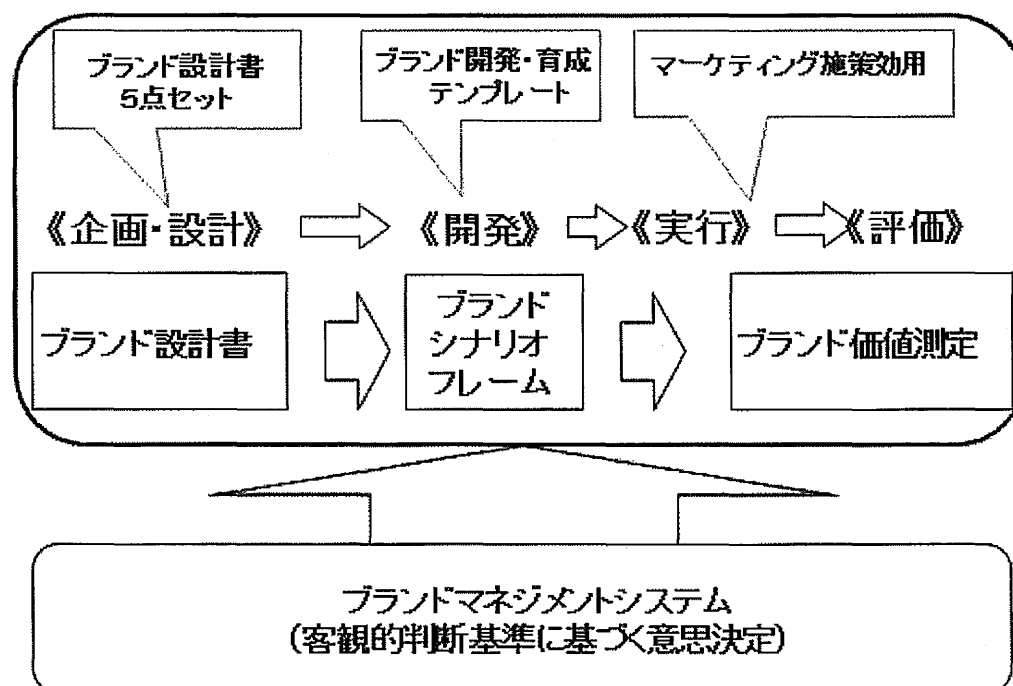 ブランド設計書
5点セット
ブランド開発・育成
テンプレート
マーケティング施策効用
《企画・設計》
《開発》
《実行》
《評価》
ブランド設計書
ブランド
シナリオ
フレーム
ブランド価値測定
ブランドマネジメントシステム
(客観的判断基準に基づく意思決定)